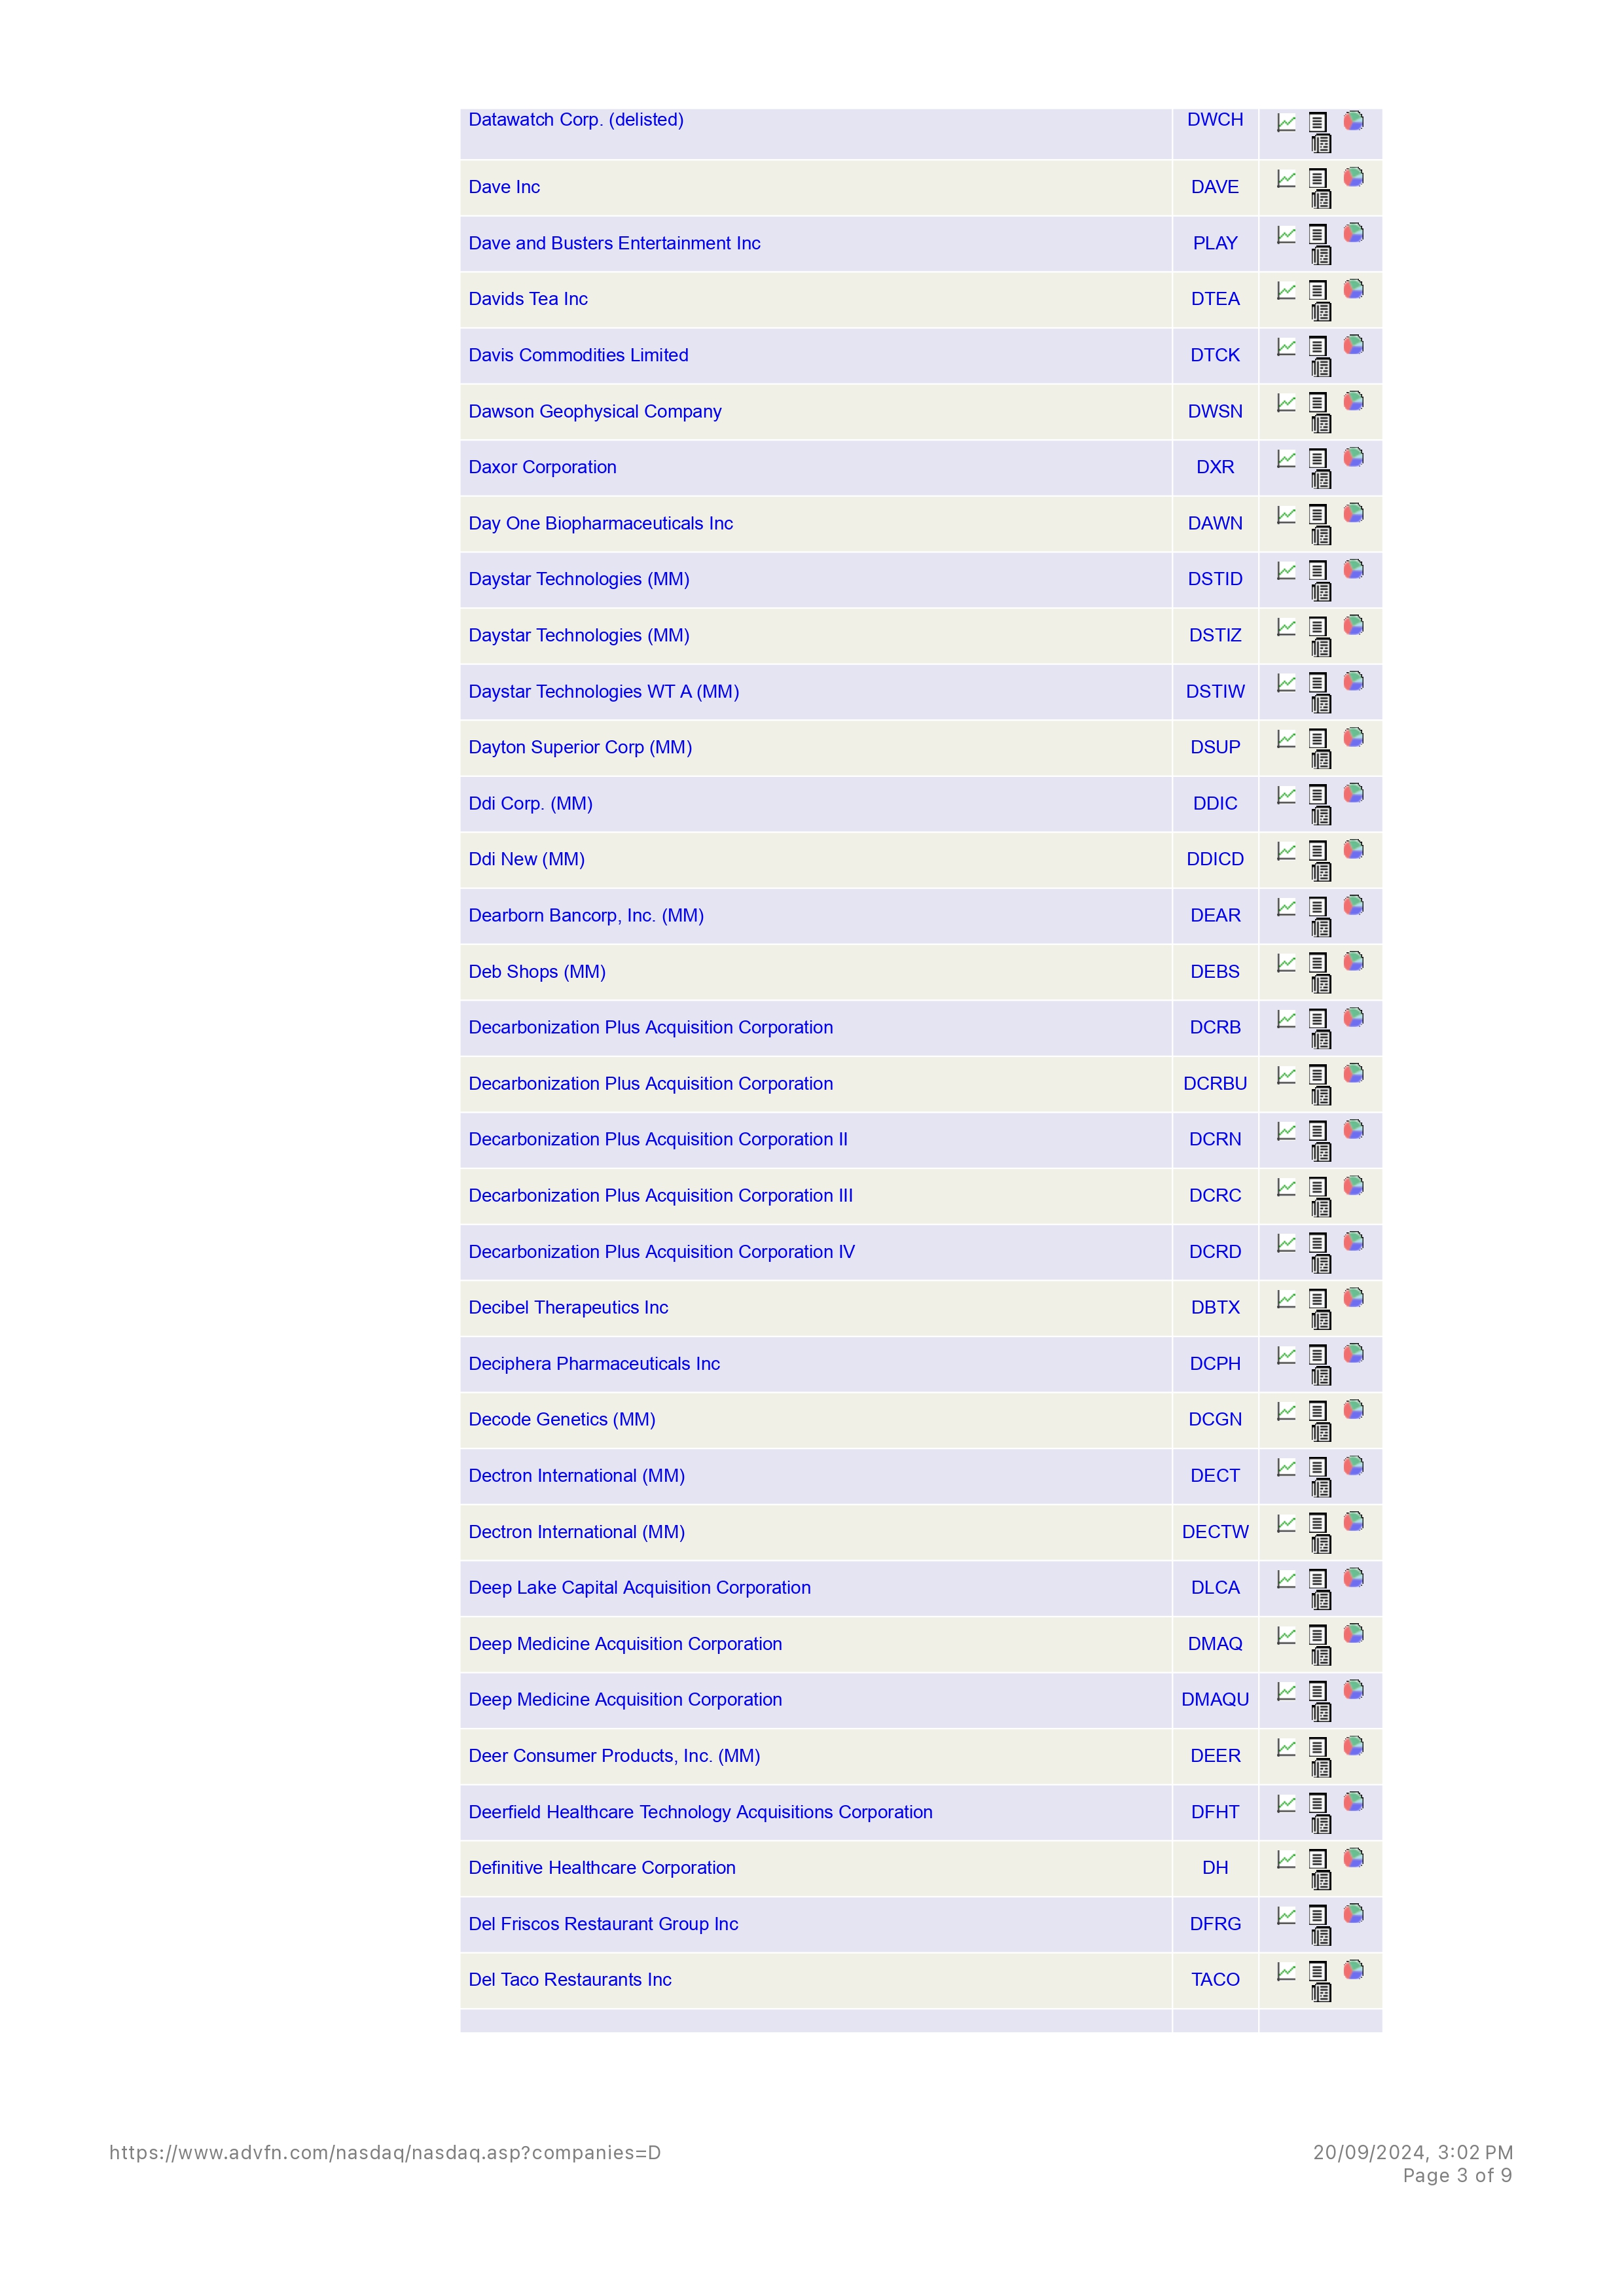 Datawatch Corp. (delisted) DWCH
Dave Inc DAVE
Dave and Busters Entertainment Inc PLAY
Davids Tea Inc DTEA
Davis Commodities Limited DTCK
Dawson Geophysical Company DWSN
Daxor Corporation DXR
Day One Biopharmaceuticals Inc DAWN
Daystar Technologies (MM) DSTID
Daystar Technologies (MM) DSTIZ
Daystar Technologies WT A (MM) DSTIW
Dayton Superior Corp (MM) DSUP
Ddi Corp. (MM) DDIC
Ddi New (MM) DDICD
Dearborn Bancorp, Inc. (MM) DEAR
Deb Shops (MM) DEBS
Decarbonization Plus Acquisition Corporation DCRB
Decarbonization Plus Acquisition Corporation DCRBU
Decarbonization Plus Acquisition Corporation II DCRN
Decarbonization Plus Acquisition Corporation III DCRC
Decarbonization Plus Acquisition Corporation IV DCRD
Decibel Therapeutics Inc DBTX
Deciphera Pharmaceuticals Inc DCPH
Decode Genetics (MM) DCGN
Dectron International (MM) DECT
Dectron International (MM) DECTW
Deep Lake Capital Acquisition Corporation DLCA
Deep Medicine Acquisition Corporation DMAQ
Deep Medicine Acquisition Corporation DMAQU
Deer Consumer Products, Inc. (MM) DEER
Deerfield Healthcare Technology Acquisitions Corporation DFHT
Definitive Healthcare Corporation DH
Del Friscos Restaurant Group Inc DFRG
Del Taco Restaurants Inc TACO
https://www.advfn.com/nasdaq/nasdaq.asp?companies=D 20/09/2024, 3:02 PM
Page 3 of 9